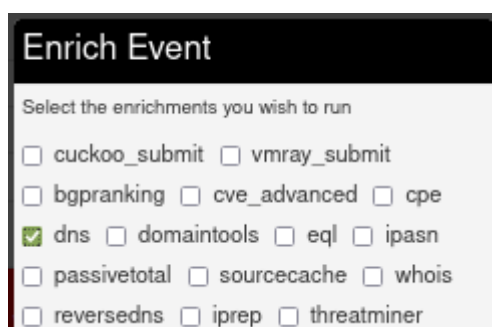 Enrich Event
Select the enrichments you wish to run
cuckoo_submit vmray_submit
bgpranking cve_advanced cpe
dns domaintools eql ipasn
passivetotal sourcecache whois
reversedns iprep threatminer